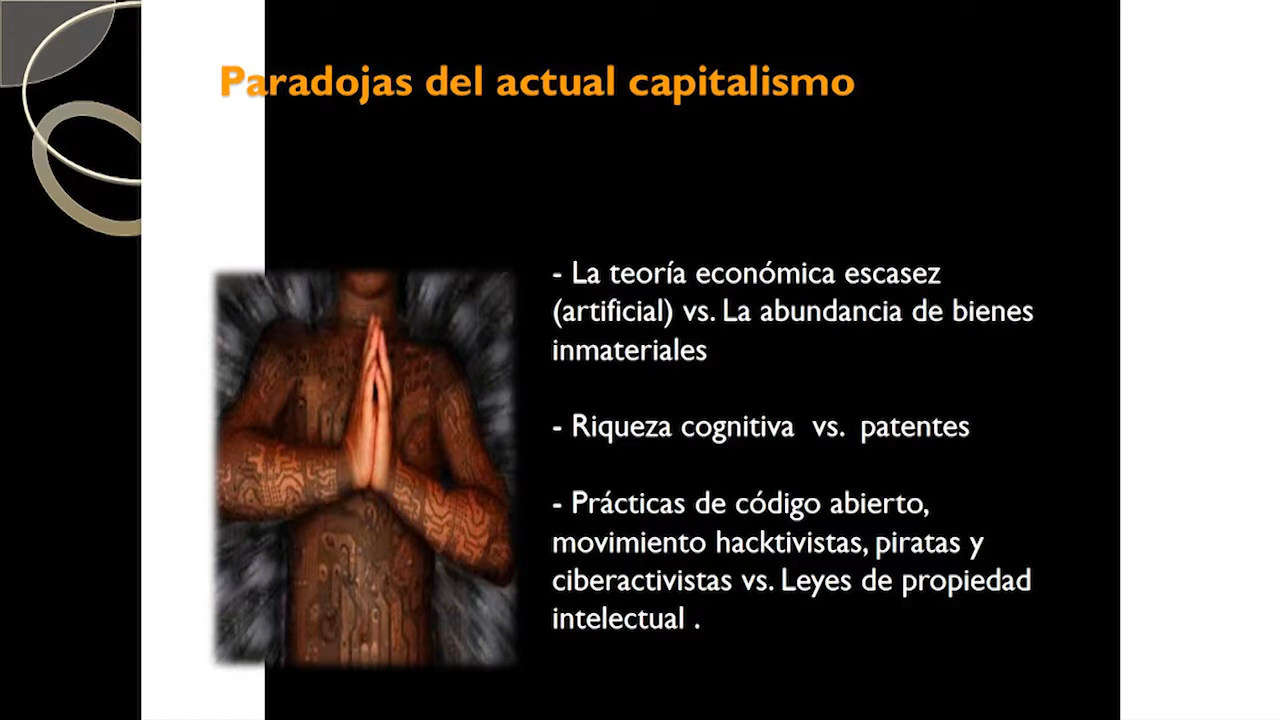 Paradojas del actual capitalismo
- La teoría económica escasez
(artificial) vs. La abundancia de bienes
inmateriales
- Riqueza cognitiva vs. patentes
- Prácticas de código abierto,
movimiento hacktivistas, piratas y
ciberactivistas vs. Leyes de propiedad
intelectual .